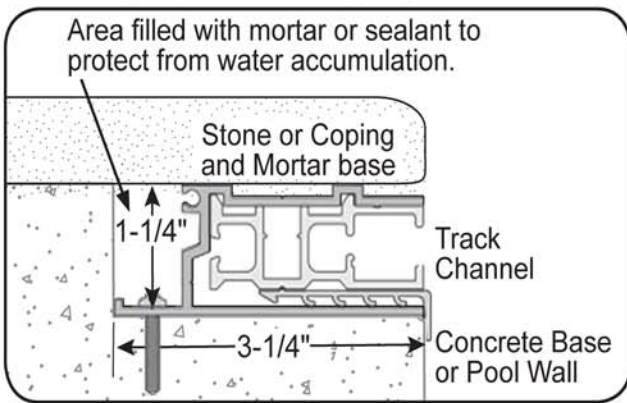 Area filled with mortar or sealant to
protect from water accumulation.
Stone or Coping
and Mortar base
1-1/4"
Track
Channel
3-1/4"
Concrete Base
or Pool Wall